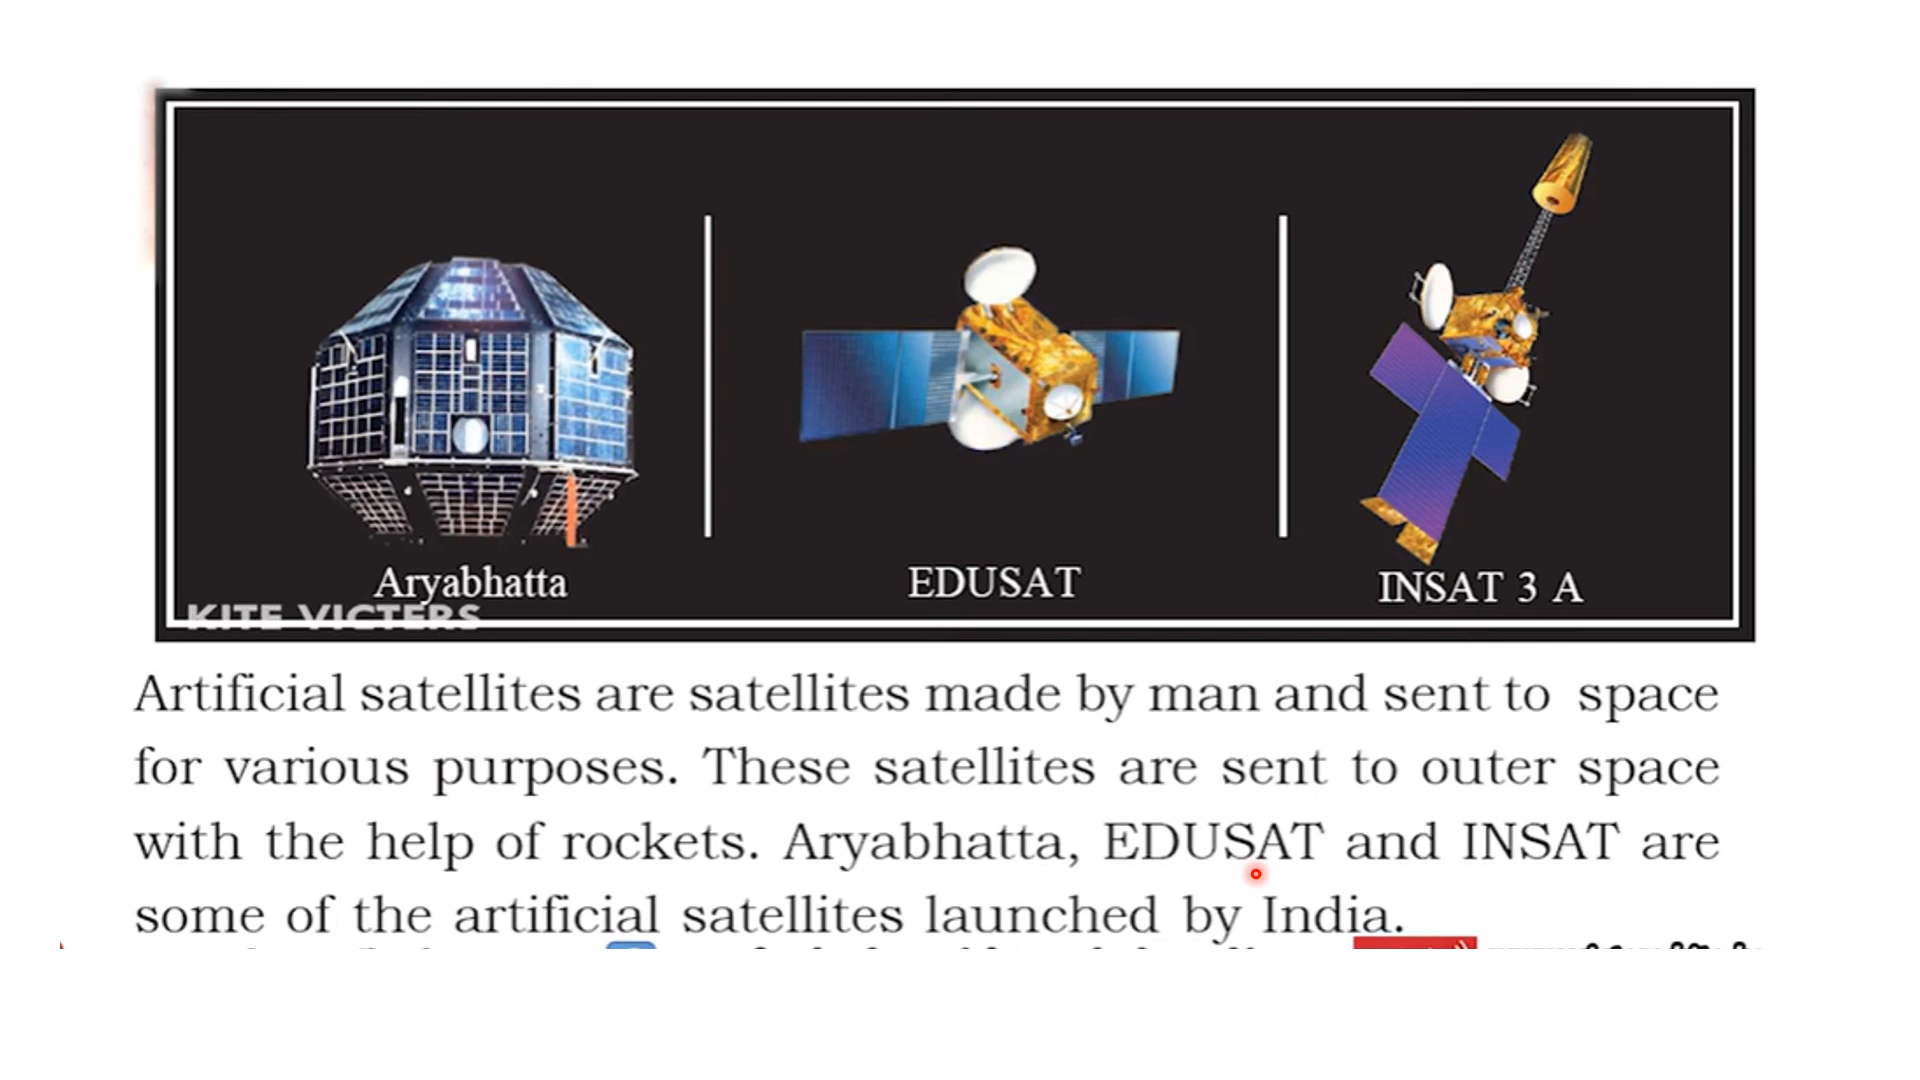 Aryabhatta
EDUSAT
INSAT 3 A
KITE VICTERS
Artificial satellites are satellites made by man and sent to space
for various purposes. These satellites are sent to outer space
with the help of rockets. Aryabhatta, EDUSAT and INSAT are
some of the artificial satellites launched by India.